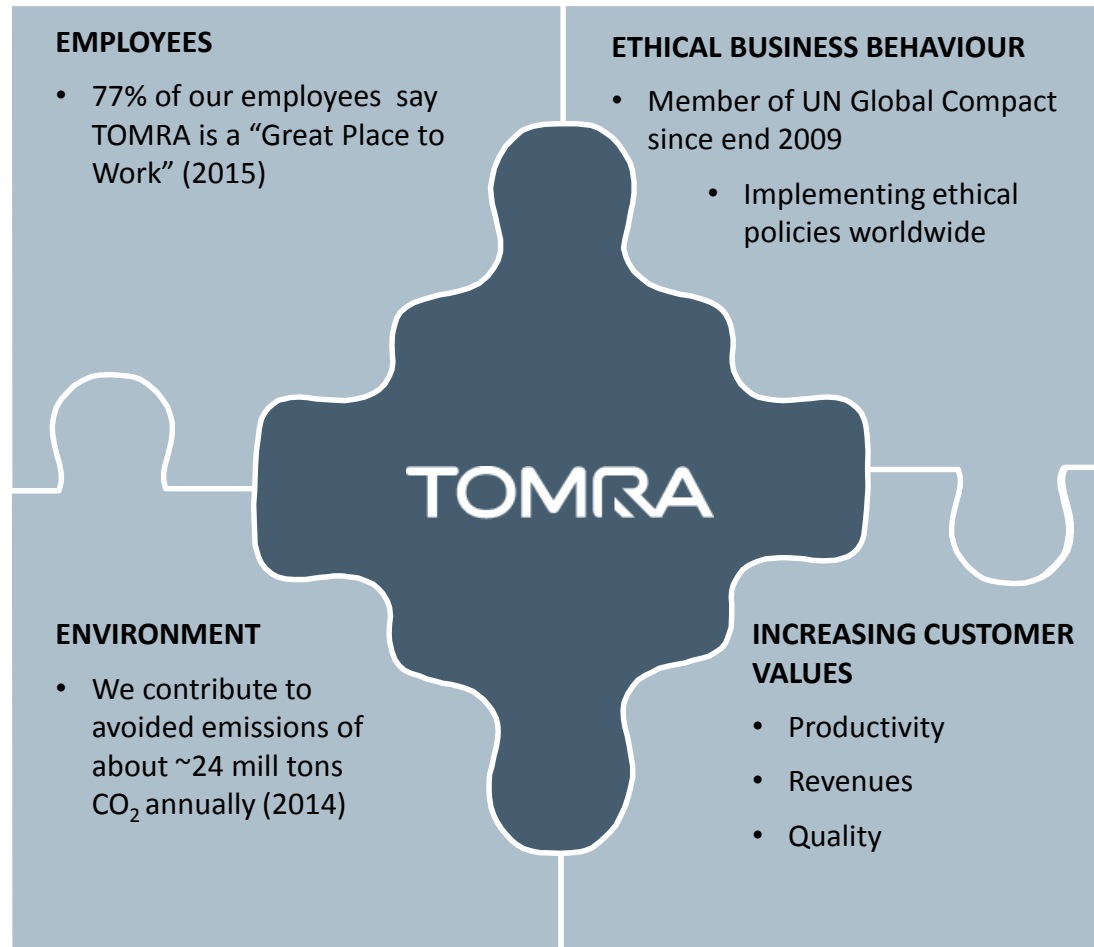 EMPLOYEES
• 77% of our employees say
TOMRA is a “Great Place to
Work” (2015)
ETHICAL BUSINESS BEHAVIOUR
• Member of UN Global Compact
since end 2009
• Implementing ethical
policies worldwide
TOMRA
ENVIRONMENT
• We contribute to
avoided emissions of
about ~24 mill tons
CO₂ annually (2014)
INCREASING CUSTOMER
VALUES
• Productivity
• Revenues
• Quality